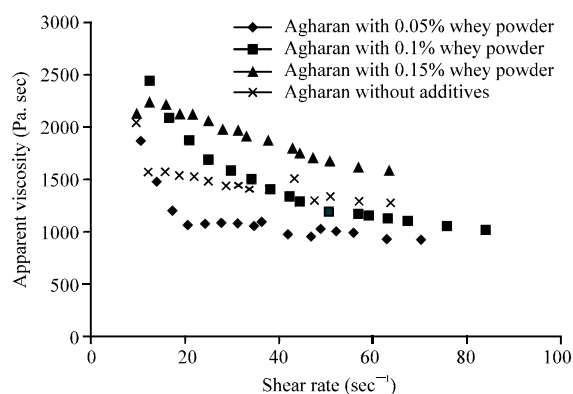 Agharan with 0.05% whey powder
Agharan with 0.1% whey powder
Agharan with 0.15% whey powder
Agharan without additives
Apparent viscosity (Pa. sec)
3000
2500
2000
1500
1000
500
0
0 20 40 60 80 100
Shear rate (sec⁻¹)